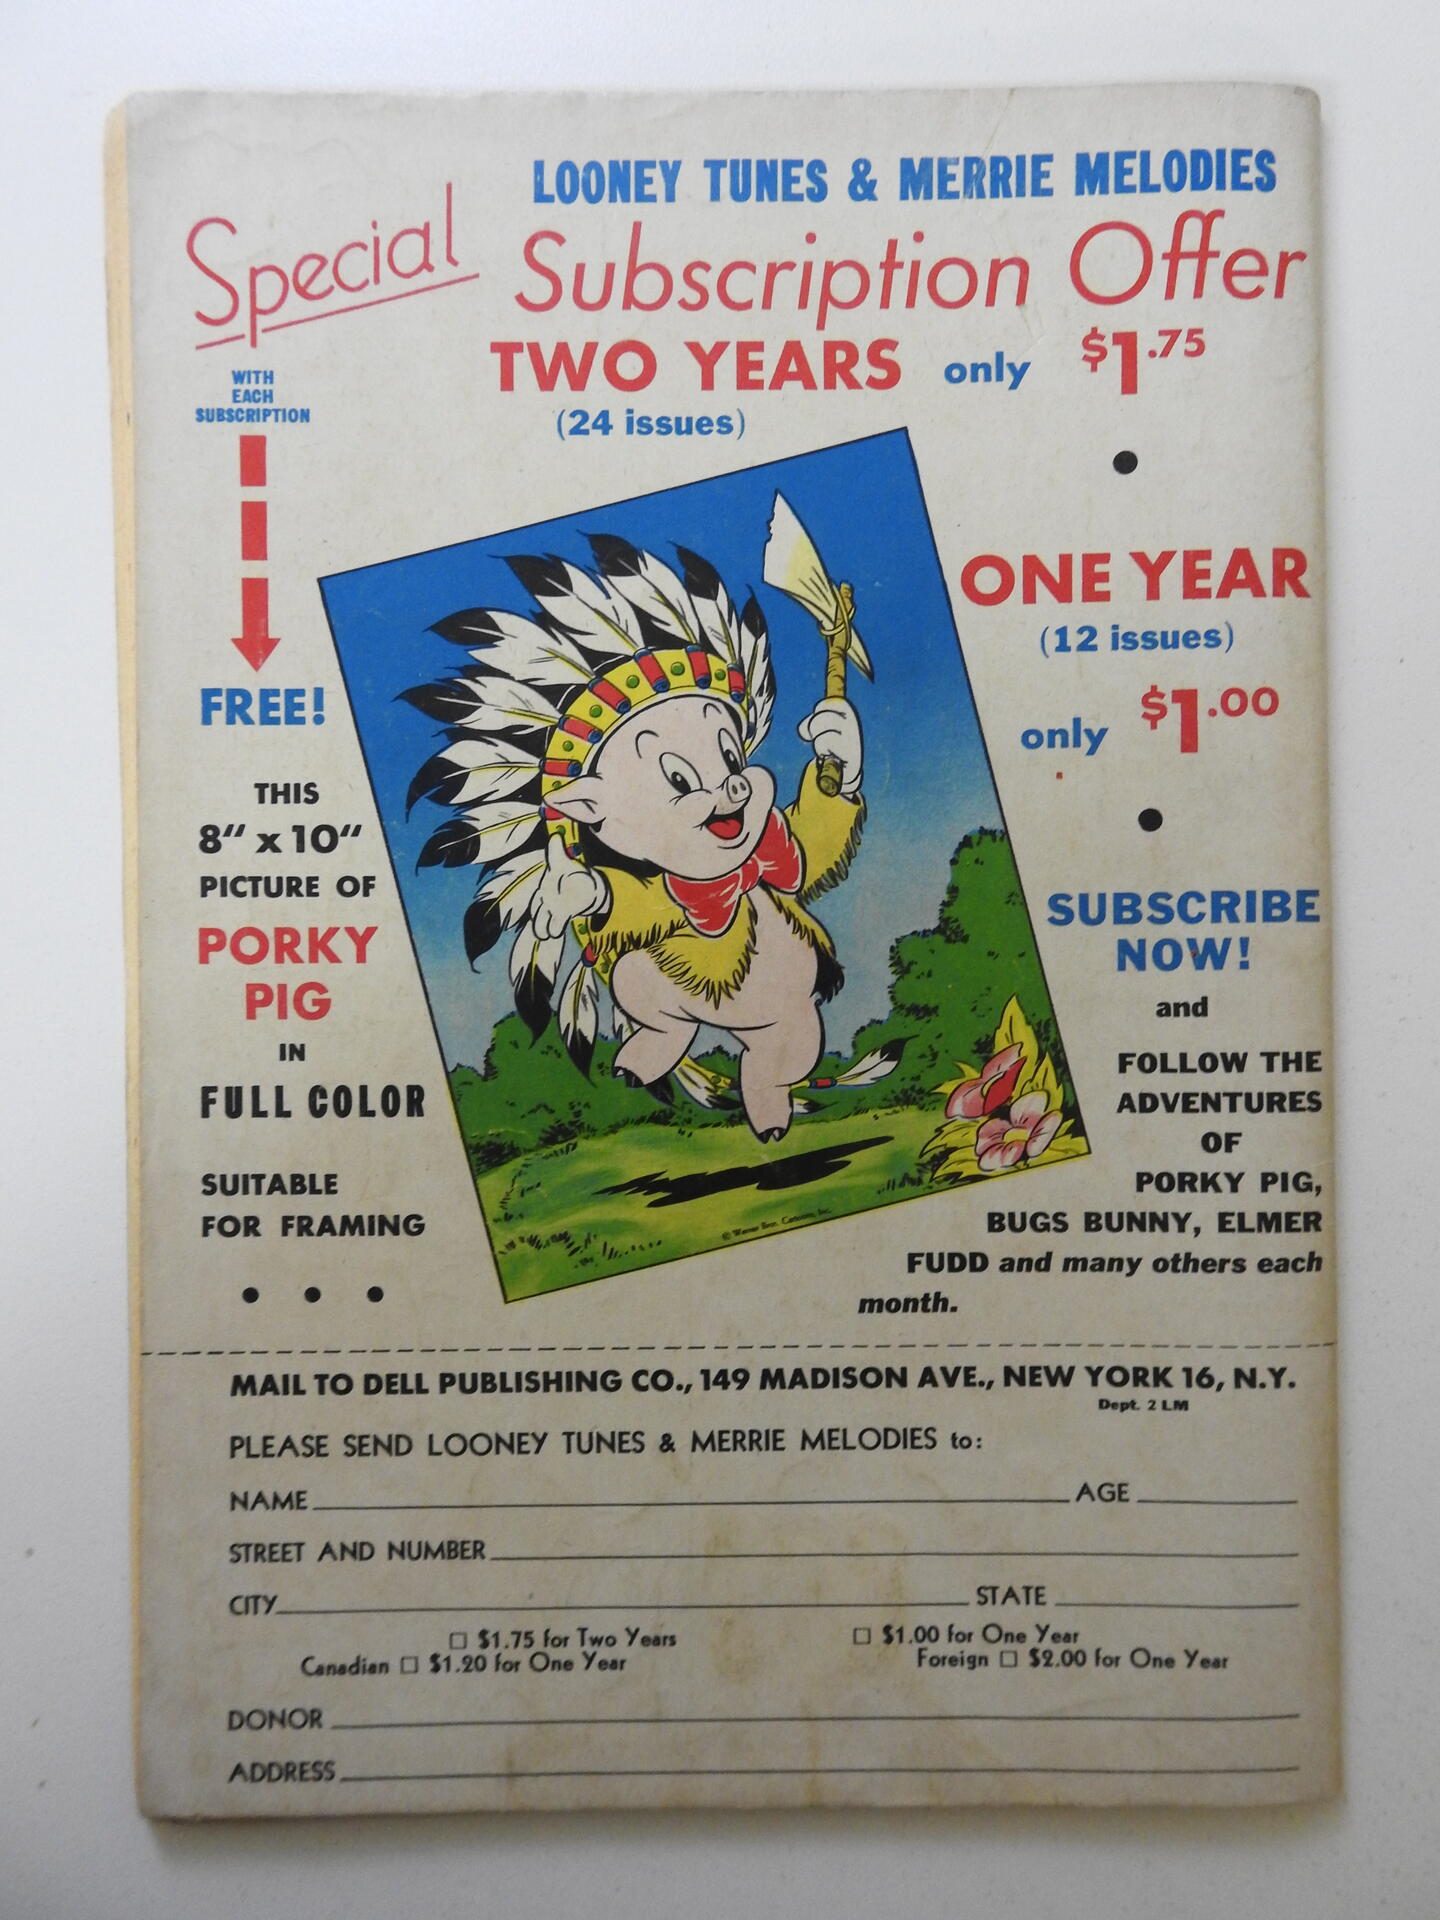 LOONEY TUNES & MERRIE MELODIES
Special Subscription Offer
TWO YEARS only $1.75
(24 issues)
WITH
EACH
SUBSCRIPTION
FREE!
THIS
8" x 10"
PICTURE OF
PORKY
PIG
IN
FULL COLOR
SUITABLE
FOR FRAMING
ONE YEAR
(12 issues)
only $1.00
SUBSCRIBE
NOW!
and
FOLLOW THE
ADVENTURES
OF
PORKY PIG,
BUGS BUNNY, ELMER
FUDD and many others each
month.
© Warner Bros. Cartoons, Inc.
MAIL TO DELL PUBLISHING CO., 149 MADISON AVE., NEW YORK 16, N.Y.
Dept. 2 LM
PLEASE SEND LOONEY TUNES & MERRIE MELODIES to:
NAME AGE
STREET AND NUMBER
CITY STATE
$1.75 for Two Years $1.00 for One Year
Canadian $1.20 for One Year Foreign $2.00 for One Year
DONOR
ADDRESS